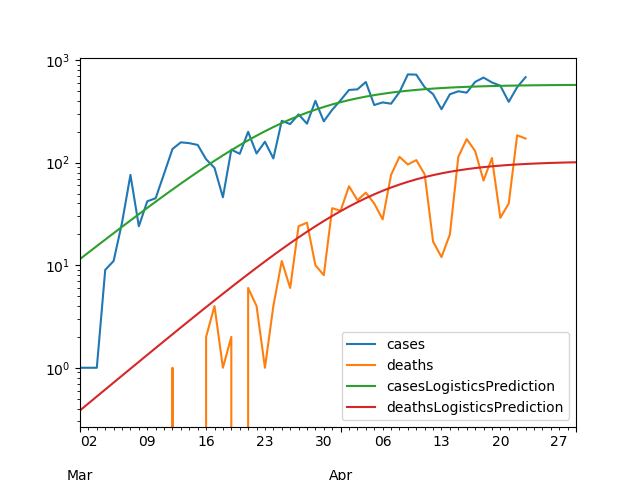 10³
10²
10¹
10⁰
cases
deaths
casesLogisticsPrediction
deathsLogisticsPrediction
02 09 16 23 30 06 13 20 27
Mar Apr